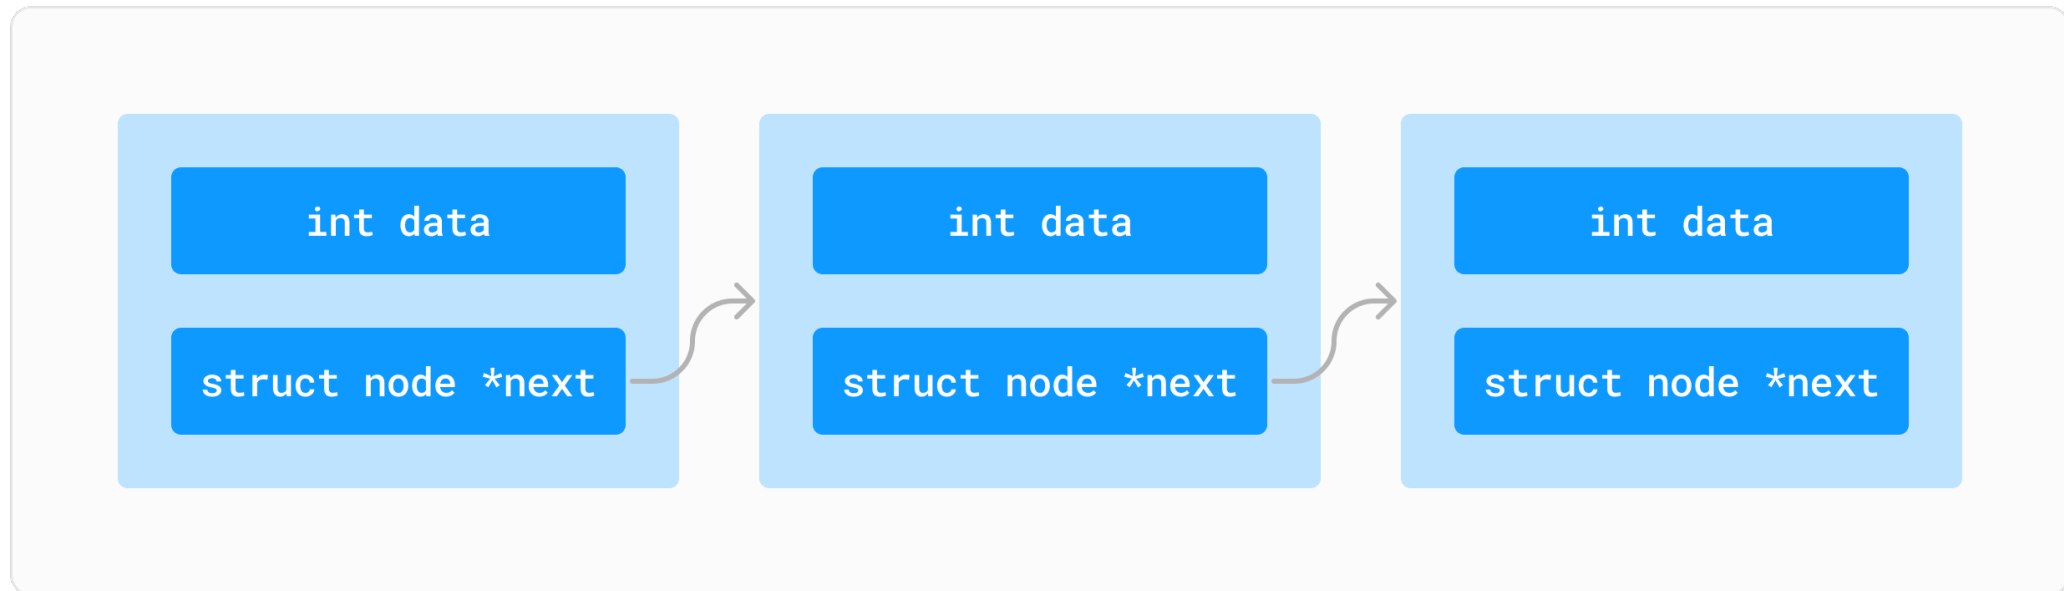 int data
struct node *next
int data
struct node *next
int data
struct node *next